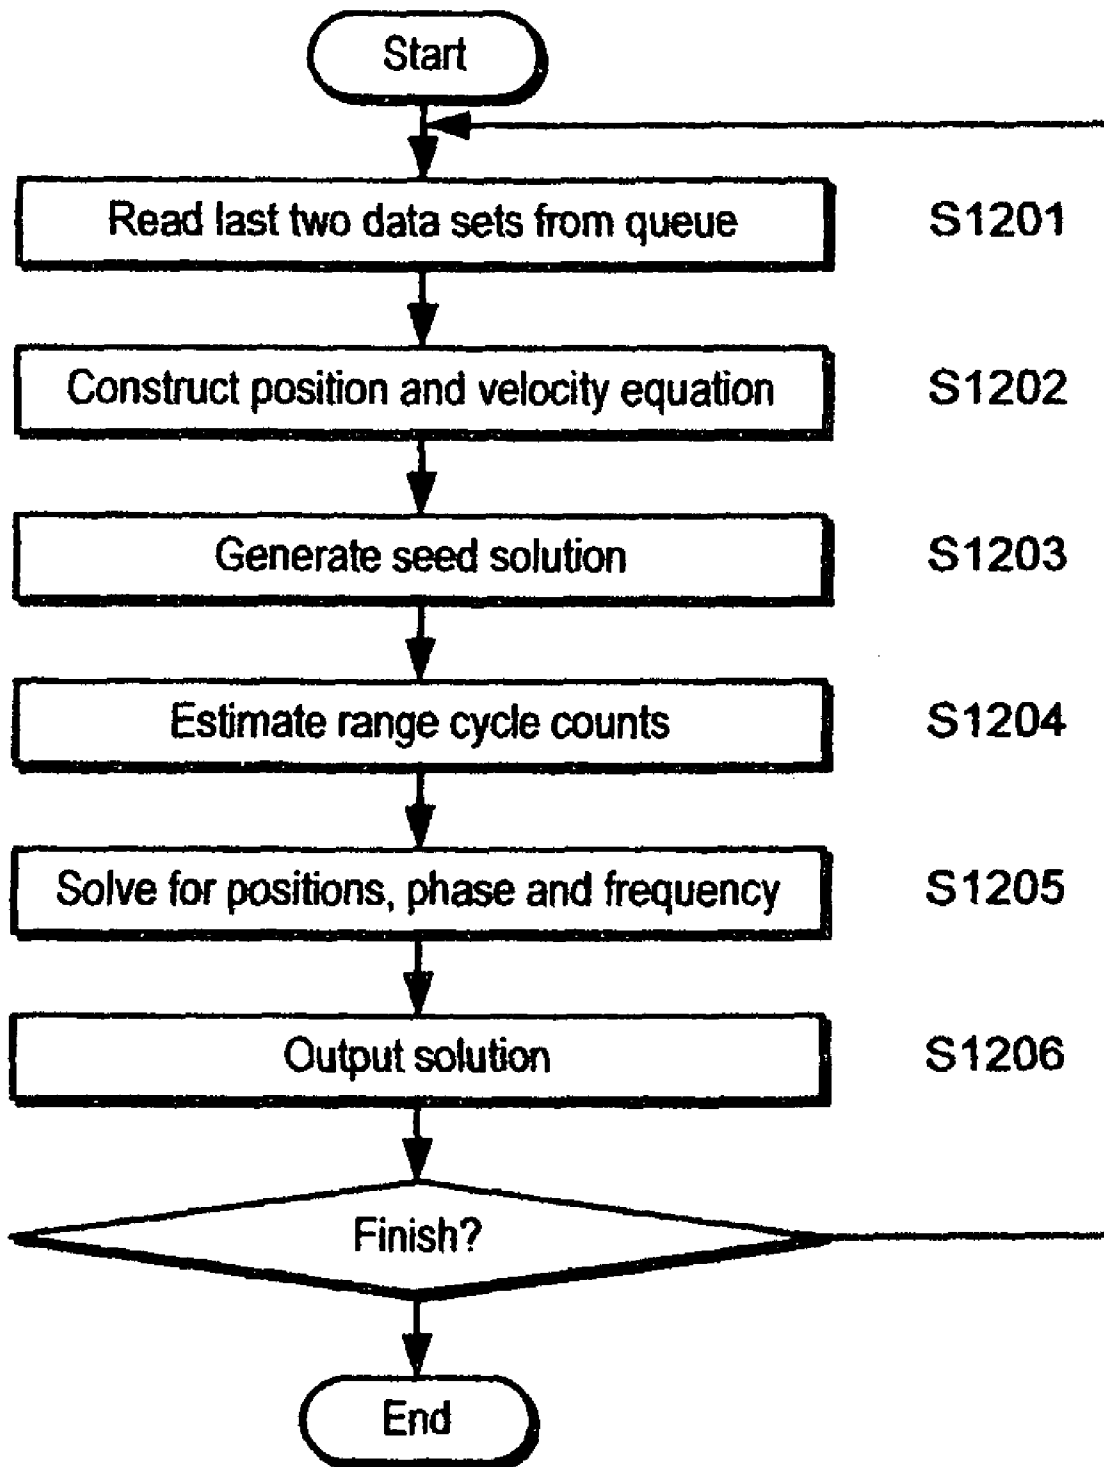 Start
Read last two data sets from queue
S1201
Construct position and velocity equation
S1202
Generate seed solution
S1203
Estimate range cycle counts
S1204
Solve for positions, phase and frequency
S1205
Output solution
S1206
Finish?
End